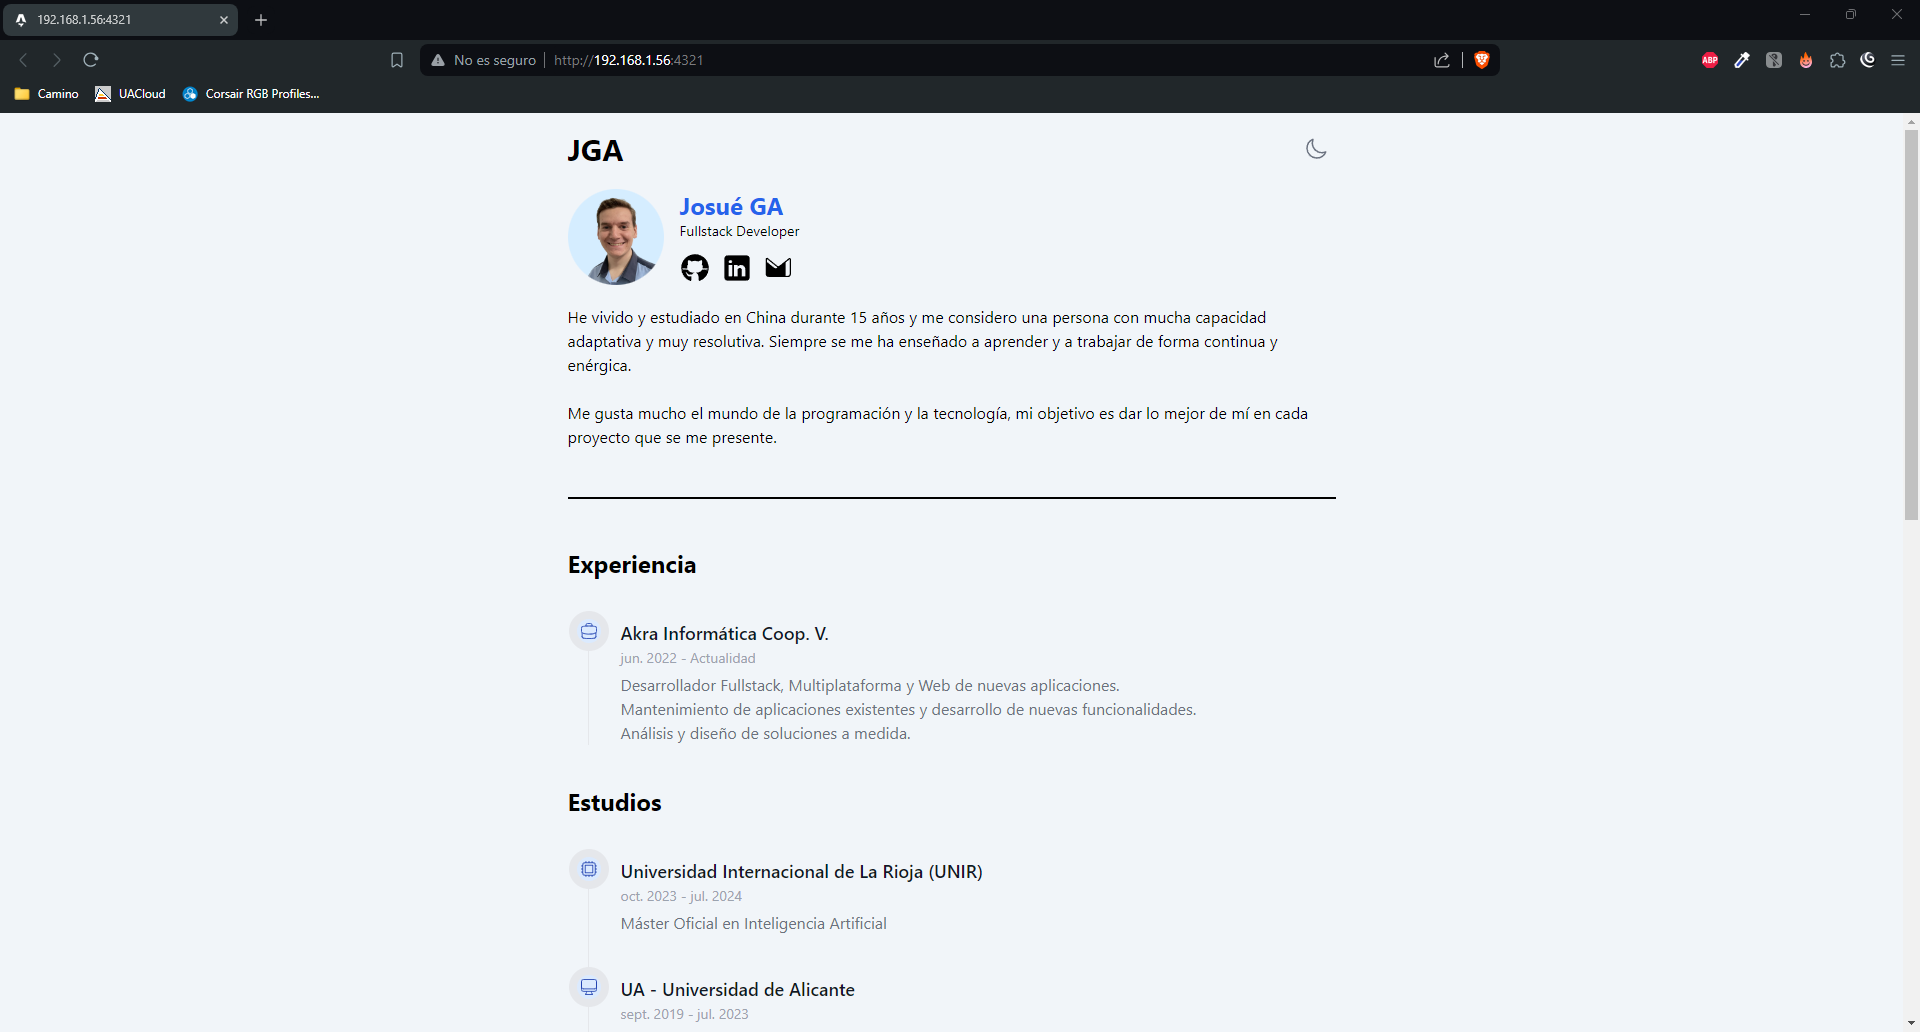 192.168.1.56:4321
No es seguro
http://192.168.1.56:4321
ABP
Camino
UACloud
Corsair RGB Profiles...
JGA
Josué GA
Fullstack Developer
in
He vivido y estudiado en China durante 15 años y me considero una persona con mucha capacidad
adaptativa y muy resolutiva. Siempre se me ha enseñado a aprender y a trabajar de forma continua y
enérgica.
Me gusta mucho el mundo de la programación y la tecnología, mi objetivo es dar lo mejor de mí en cada
proyecto que se me presente.
Experiencia
Akra Informática Coop. V.
jun. 2022 - Actualidad
Desarrollador Fullstack, Multiplataforma y Web de nuevas aplicaciones.
Mantenimiento de aplicaciones existentes y desarrollo de nuevas funcionalidades.
Análisis y diseño de soluciones a medida.
Estudios
Universidad Internacional de La Rioja (UNIR)
oct. 2023 - jul. 2024
Máster Oficial en Inteligencia Artificial
UA - Universidad de Alicante
sept. 2019 - jul. 2023